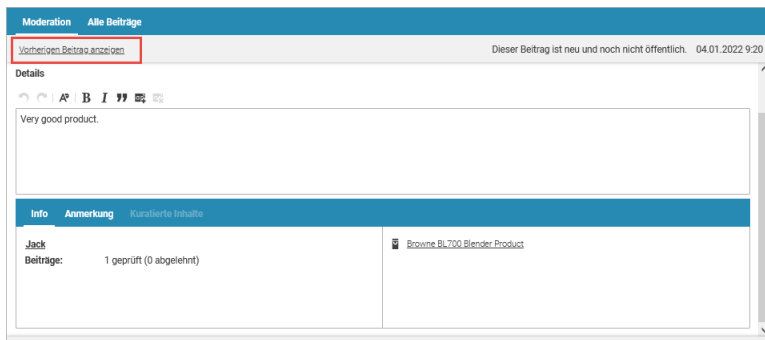 Moderation Alle Beiträge
Vorherigen Beitrag anzeigen Dieser Beitrag ist neu und noch nicht öffentlich. 04.01.2022 9:20
Details
B I
Very good product.
Info Anmerkung Kuratierte Inhalte
Jack Browne BL700 Blender Product
Beiträge: 1 geprüft (0 abgelehnt)